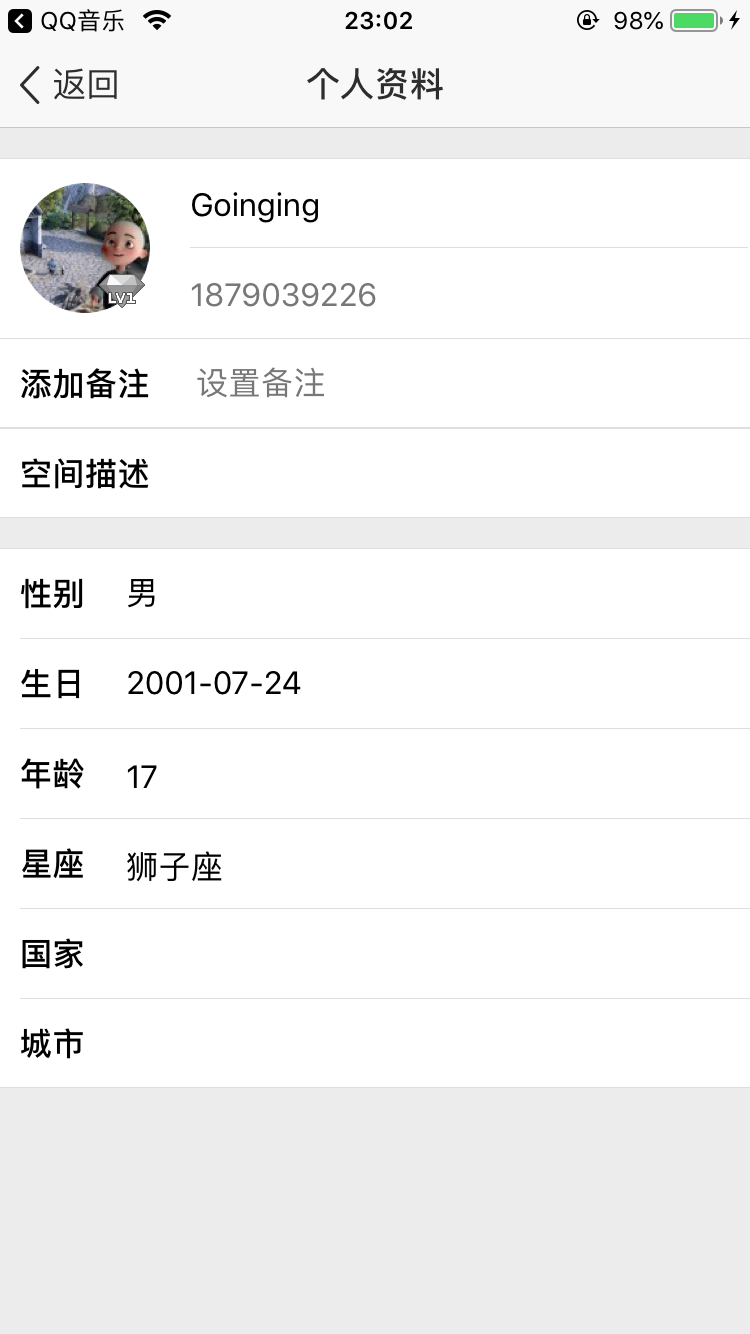 QQ音乐 23:02 98%
返回 个人资料
Goinging
LV1
1879039226
添加备注 设置备注
空间描述
性别 男
生日 2001-07-24
年龄 17
星座 狮子座
国家
城市